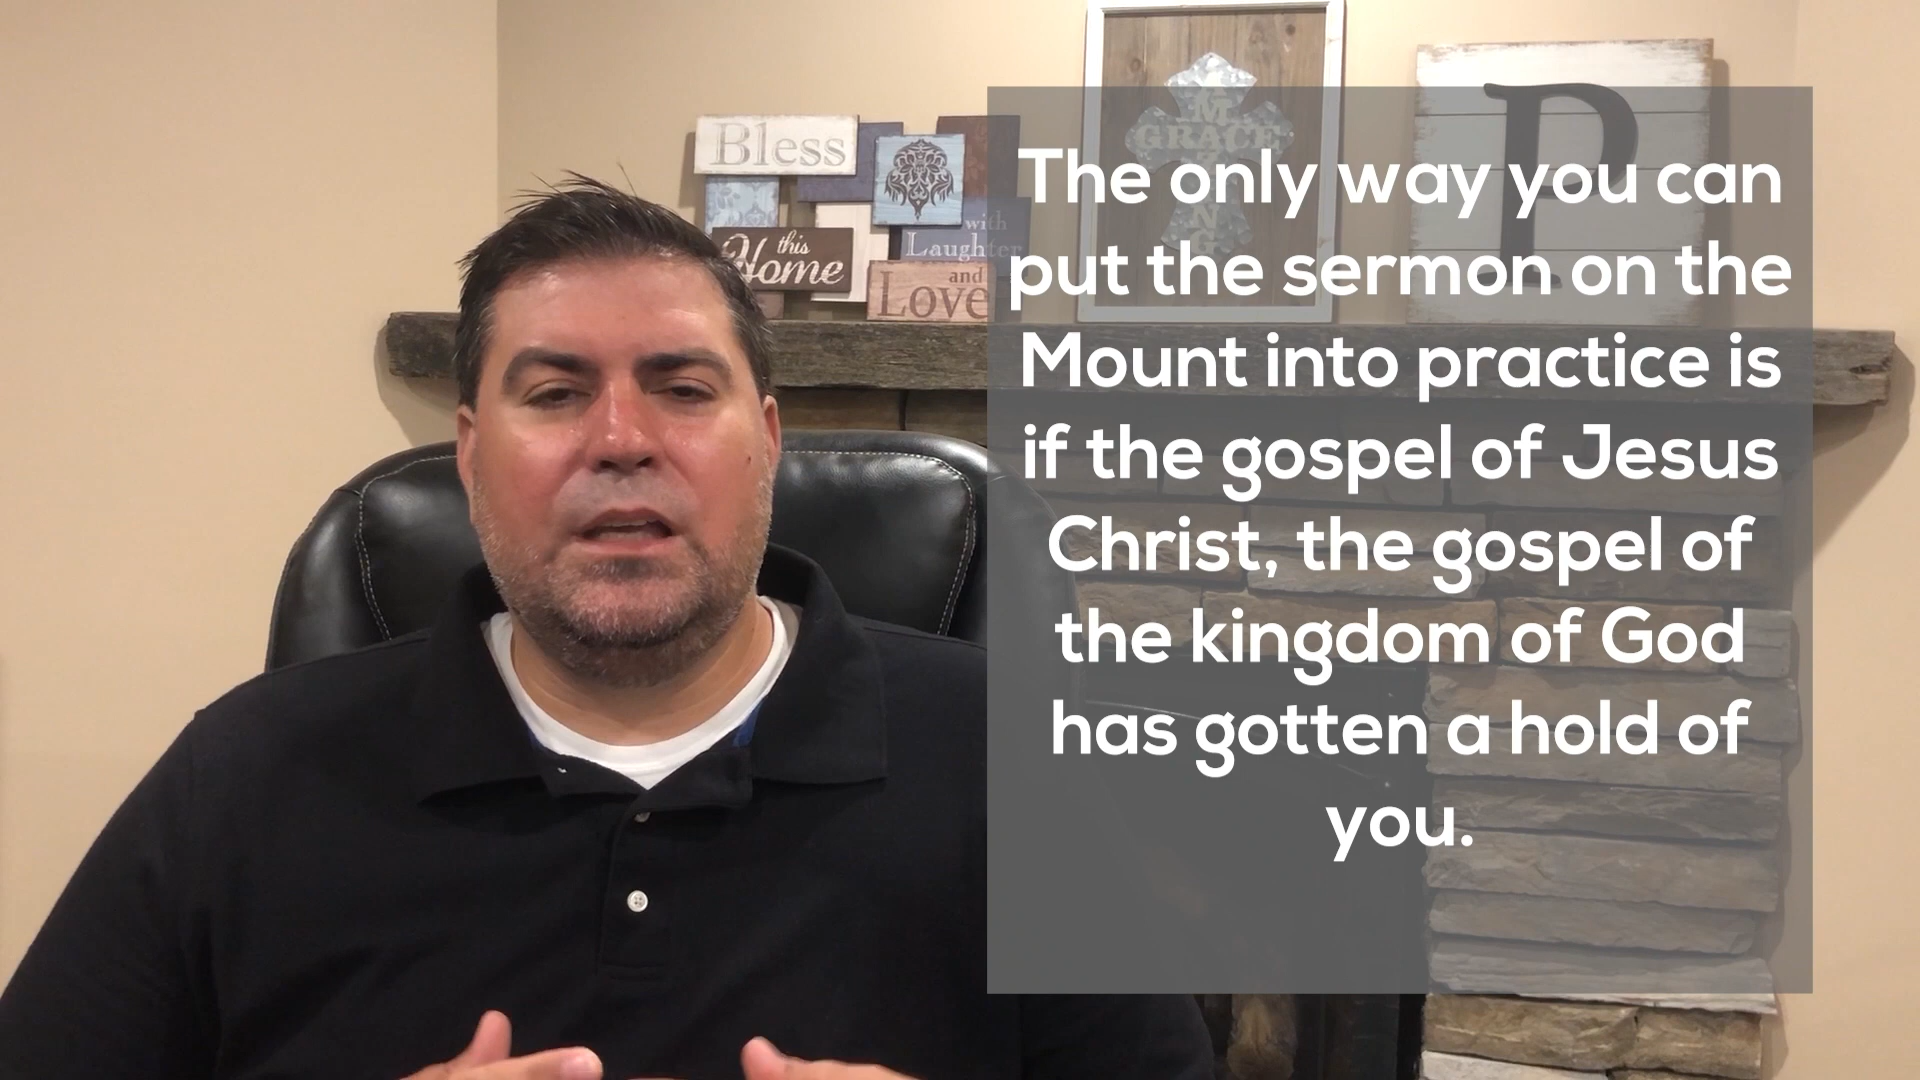 Bless
this
Home
with
Laughter
and
Love
AMAZING
GRACE
P
The only way you can
put the sermon on the
Mount into practice is
if the gospel of Jesus
Christ, the gospel of
the kingdom of God
has gotten a hold of
you.